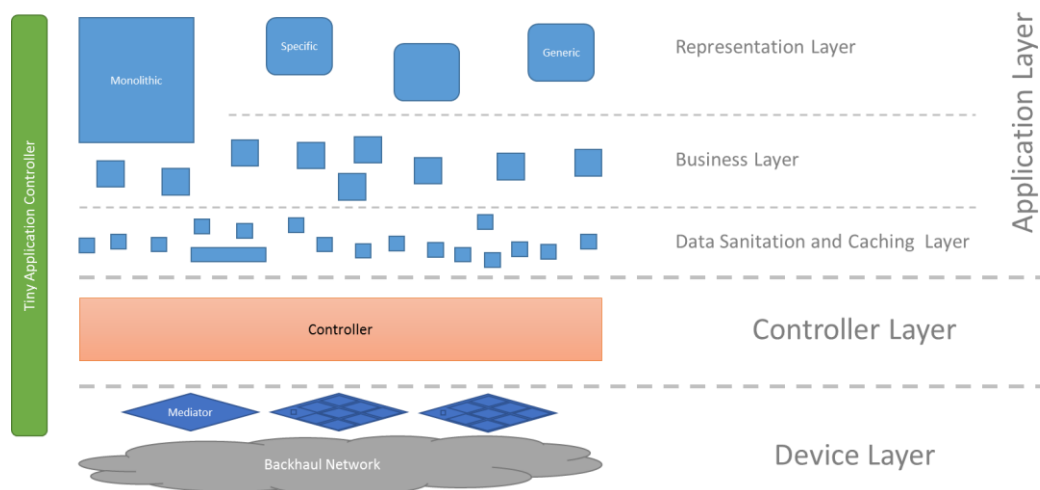 Tiny Application Controller
Monolithic
Specific
Generic
Representation Layer
Business Layer
Data Sanitation and Caching Layer
Application Layer
Controller
Controller Layer
Mediator
Backhaul Network
Device Layer